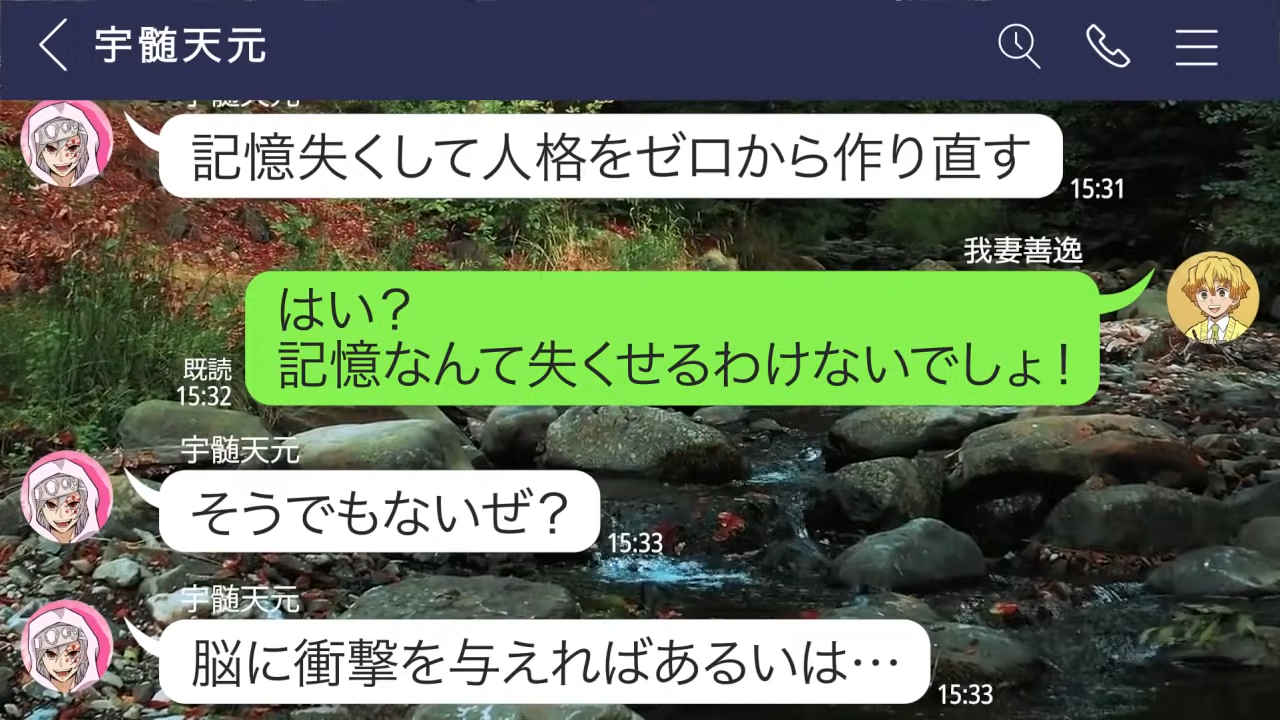 宇髄天元
宇髄天元
記憶失くして人格をゼロから作り直す
15:31
我妻善逸
はい？
記憶なんて失くせるわけないでしょ！
既読
15:32
宇髄天元
そうでもないぜ？
15:33
宇髄天元
脳に衝撃を与えればあるいは…
15:33